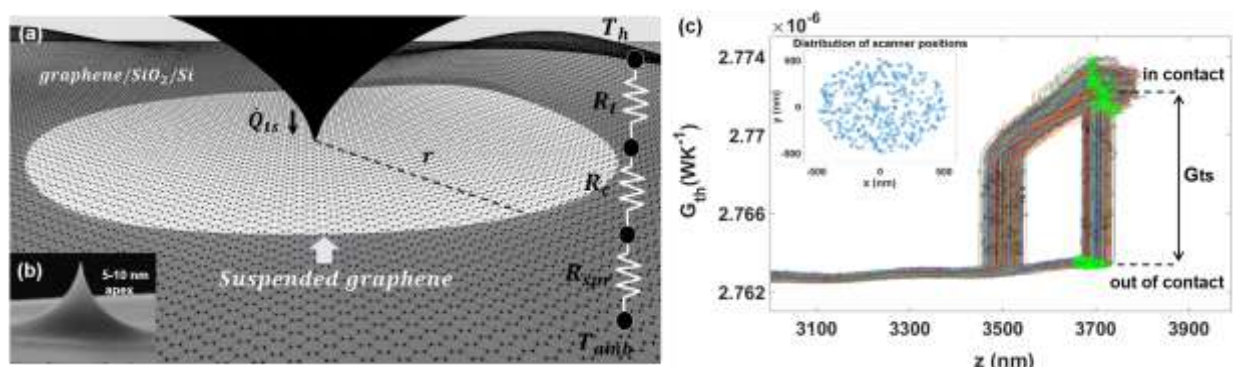 (a)
T_h
graphene/SiO₂/Si
Q̇_ts
R_t
r
R_c
Suspended graphene
R_spr
T_amb
(b)
5-10 nm
apex
(c)
×10⁻⁶
2.774
2.77
2.766
2.762
G_th(WK⁻¹)
Distribution of scanner positions
500
0
-500
y (nm)
-500 0 500
x (nm)
in contact
Gts
out of contact
3100 3300 3500 3700 3900
z (nm)